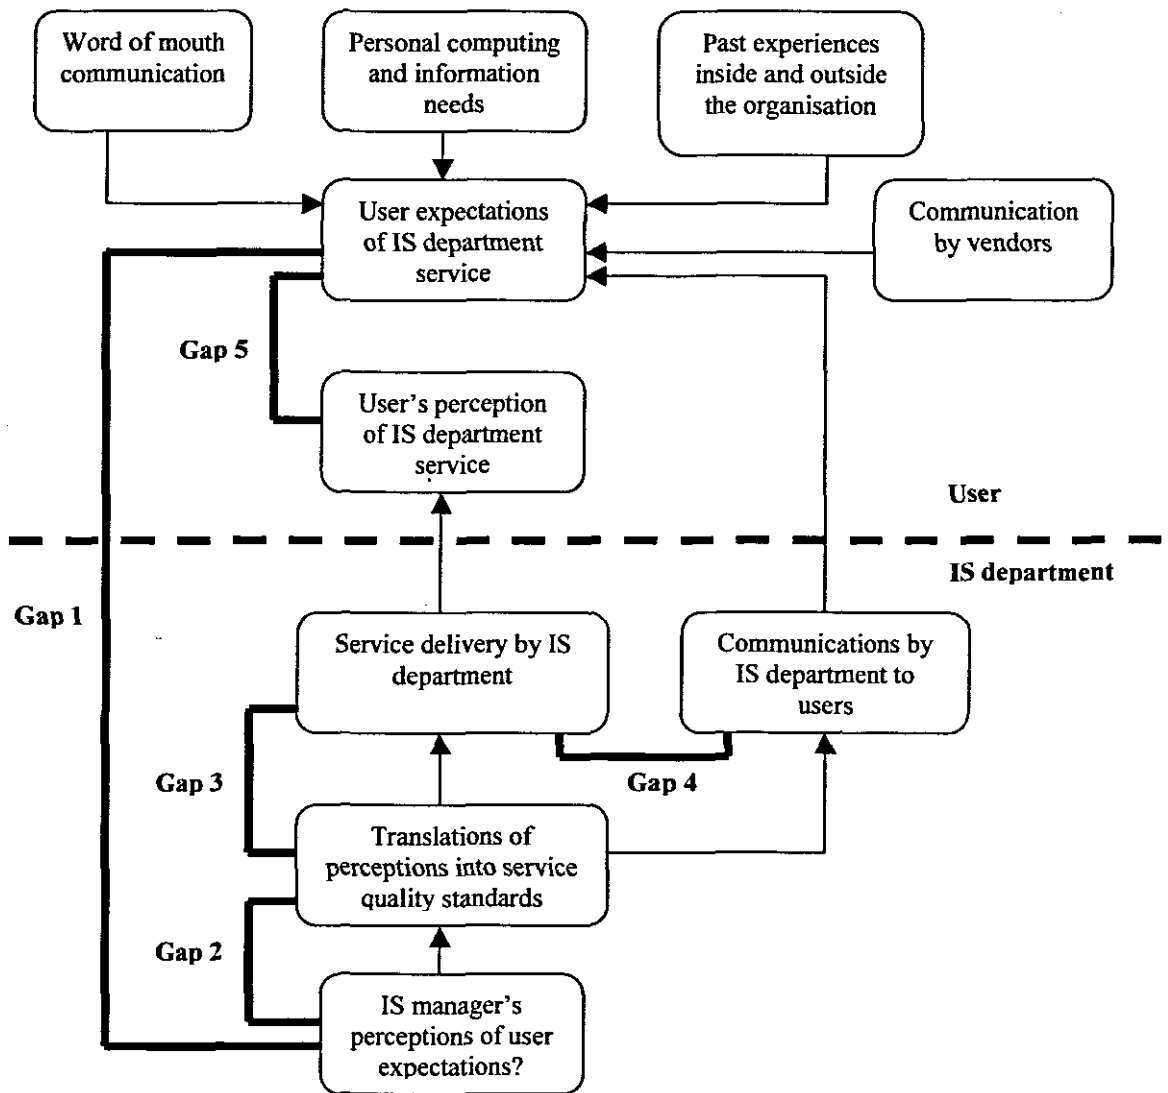 Word of mouth
communication
Personal computing
and information
needs
Past experiences
inside and outside
the organisation
User expectations
of IS department
service
Communication
by vendors
Gap 5
User's perception
of IS department
service
User
IS department
Gap 1
Service delivery by IS
department
Communications by
IS department to
users
Gap 3
Gap 4
Translations of
perceptions into service
quality standards
Gap 2
IS manager's
perceptions of user
expectations?